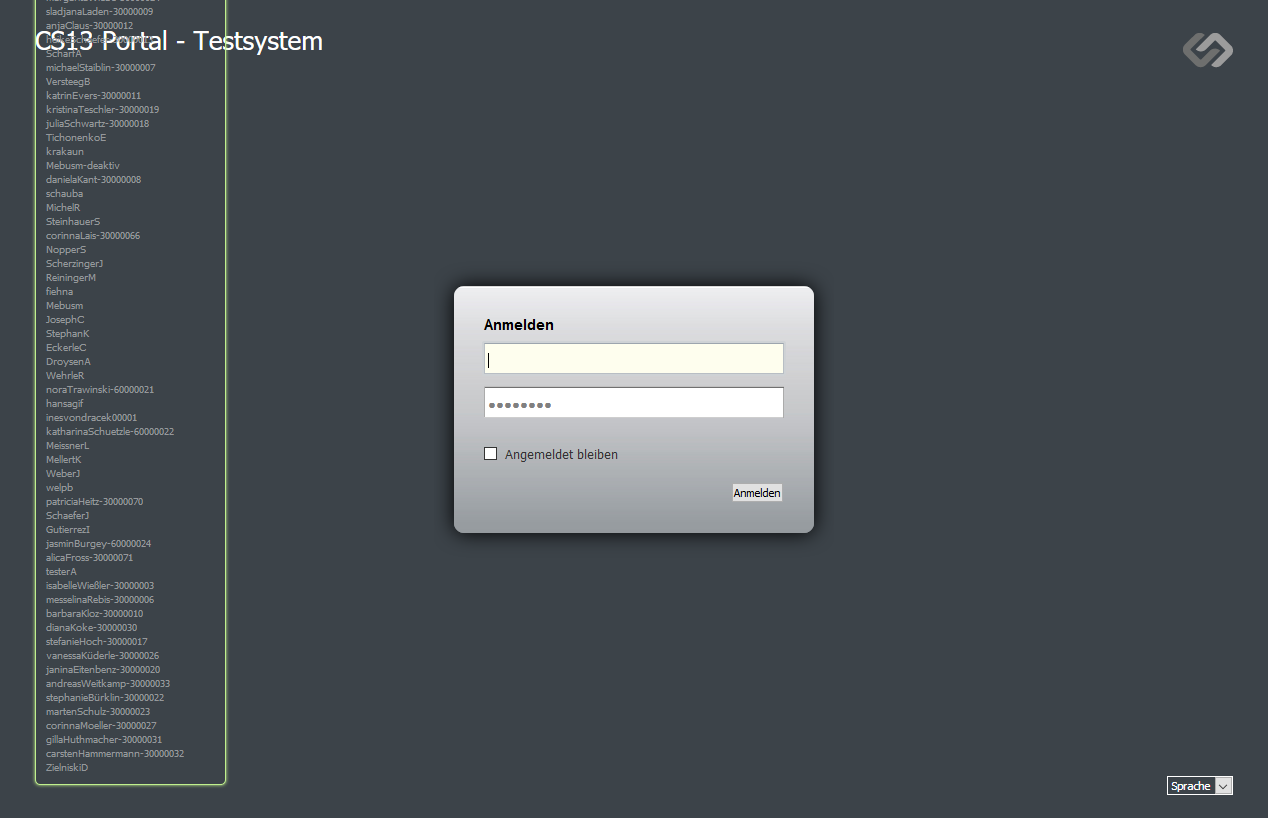 sladjanaLaden-30000009
anjaClaus-30000012
CS13 Portal - Testsystem
ScharfA
michaelStaiblin-30000007
VersteegB
katrinEvers-30000011
kristinaTeschler-30000019
juliaSchwartz-30000018
TichonenkoE
krakaun
Mebusm-deaktiv
danielaKant-30000008
schauba
MichelR
SteinhauerS
corinnaLais-30000066
NopperS
ScherzingerJ
ReiningerM
fiehna
Mebusm
JosephC
StephanK
EckerleC
DroysenA
WehrleR
noraTrawinski-60000021
hansagif
inesvondracek00001
katharinaSchuetzle-60000022
MeissnerL
MellertK
WeberJ
welpb
patriciaHeitz-30000070
SchaeferJ
GutierrezI
jasminBurgey-60000024
alicaFross-30000071
testerA
isabelleWießler-30000003
messelinaRebis-30000006
barbaraKloz-30000010
dianaKoke-30000030
stefanieHoch-30000017
vanessaKüderle-30000026
janinaEitenbenz-30000020
andreasWeitkamp-30000033
stephanieBürklin-30000022
martenSchulz-30000023
corinnaMoeller-30000027
gillaHuthmacher-30000031
carstenHammermann-30000032
ZielniskiD
Anmelden
Angemeldet bleiben
Anmelden
Sprache